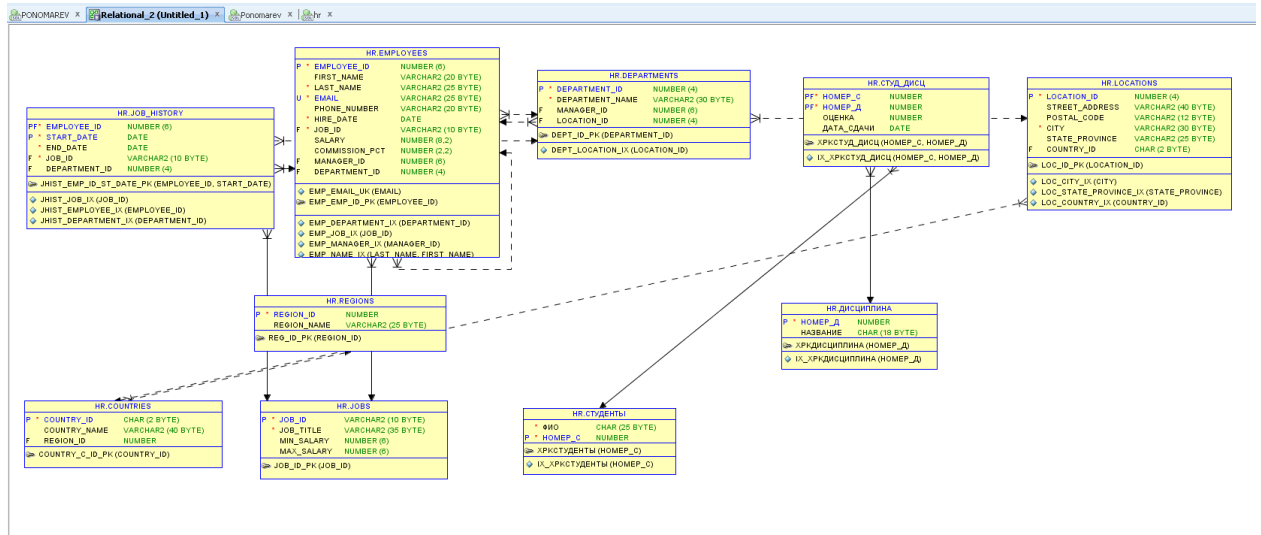 PONOMAREV x Relational_2 (Untitled_1) x Ponomarev x hr x
HR.JOB_HISTORY
PF* EMPLOYEE_ID NUMBER (6)
P * START_DATE DATE
* END_DATE DATE
F * JOB_ID VARCHAR2 (10 BYTE)
F DEPARTMENT_ID NUMBER (4)
JHIST_EMP_ID_ST_DATE_PK (EMPLOYEE_ID, START_DATE)
JHIST_JOB_IX (JOB_ID)
JHIST_EMPLOYEE_IX (EMPLOYEE_ID)
JHIST_DEPARTMENT_IX (DEPARTMENT_ID)
HR.EMPLOYEES
P * EMPLOYEE_ID NUMBER (6)
FIRST_NAME VARCHAR2 (20 BYTE)
* LAST_NAME VARCHAR2 (25 BYTE)
U * EMAIL VARCHAR2 (25 BYTE)
PHONE_NUMBER VARCHAR2 (20 BYTE)
* HIRE_DATE DATE
F * JOB_ID VARCHAR2 (10 BYTE)
SALARY NUMBER (8,2)
COMMISSION_PCT NUMBER (2,2)
F MANAGER_ID NUMBER (6)
F DEPARTMENT_ID NUMBER (4)
EMP_EMAIL_UK (EMAIL)
EMP_EMP_ID_PK (EMPLOYEE_ID)
EMP_DEPARTMENT_IX (DEPARTMENT_ID)
EMP_JOB_IX (JOB_ID)
EMP_MANAGER_IX (MANAGER_ID)
EMP_NAME_IX (LAST_NAME, FIRST_NAME)
HR.DEPARTMENTS
P * DEPARTMENT_ID NUMBER (4)
* DEPARTMENT_NAME VARCHAR2 (30 BYTE)
F MANAGER_ID NUMBER (6)
F LOCATION_ID NUMBER (4)
DEPT_ID_PK (DEPARTMENT_ID)
DEPT_LOCATION_IX (LOCATION_ID)
HR.СТУД_ДИСЦ
PF* НОМЕР_С NUMBER
PF* НОМЕР_Д NUMBER
ОЦЕНКА NUMBER
ДАТА_СДАЧИ DATE
XPKСТУД_ДИСЦ (НОМЕР_С, НОМЕР_Д)
IX_XPKСТУД_ДИСЦ (НОМЕР_С, НОМЕР_Д)
HR.LOCATIONS
P * LOCATION_ID NUMBER (4)
STREET_ADDRESS VARCHAR2 (40 BYTE)
POSTAL_CODE VARCHAR2 (12 BYTE)
* CITY VARCHAR2 (30 BYTE)
STATE_PROVINCE VARCHAR2 (25 BYTE)
F COUNTRY_ID CHAR (2 BYTE)
LOC_ID_PK (LOCATION_ID)
LOC_CITY_IX (CITY)
LOC_STATE_PROVINCE_IX (STATE_PROVINCE)
LOC_COUNTRY_IX (COUNTRY_ID)
HR.REGIONS
P * REGION_ID NUMBER
REGION_NAME VARCHAR2 (25 BYTE)
REG_ID_PK (REGION_ID)
HR.ДИСЦИПЛИНА
P * НОМЕР_Д NUMBER
НАЗВАНИЕ CHAR (18 BYTE)
XPKДИСЦИПЛИНА (НОМЕР_Д)
IX_XPKДИСЦИПЛИНА (НОМЕР_Д)
HR.COUNTRIES
P * COUNTRY_ID CHAR (2 BYTE)
COUNTRY_NAME VARCHAR2 (40 BYTE)
F REGION_ID NUMBER
COUNTRY_C_ID_PK (COUNTRY_ID)
HR.JOBS
P * JOB_ID VARCHAR2 (10 BYTE)
* JOB_TITLE VARCHAR2 (35 BYTE)
MIN_SALARY NUMBER (6)
MAX_SALARY NUMBER (6)
JOB_ID_PK (JOB_ID)
HR.СТУДЕНТЫ
* ФИО CHAR (25 BYTE)
P * НОМЕР_С NUMBER
XPKСТУДЕНТЫ (НОМЕР_С)
IX_XPKСТУДЕНТЫ (НОМЕР_С)